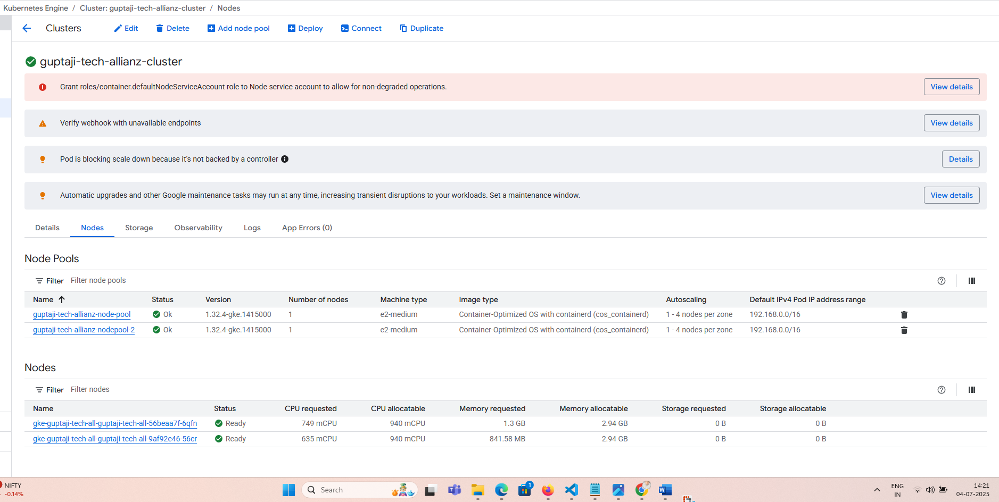 Kubernetes Engine / Cluster: guptaji-tech-allianz-cluster / Nodes
Clusters Edit Delete Add node pool Deploy Connect Duplicate
guptaji-tech-allianz-cluster
Grant roles/container.defaultNodeServiceAccount role to Node service account to allow for non-degraded operations. View details
Verify webhook with unavailable endpoints View details
Pod is blocking scale down because it’s not backed by a controller Details
Automatic upgrades and other Google maintenance tasks may run at any time, increasing transient disruptions to your workloads. Set a maintenance window. View details
Details Nodes Storage Observability Logs App Errors (0)
Node Pools
Filter Filter node pools
Name Status Version Number of nodes Machine type Image type Autoscaling Default IPv4 Pod IP address range
guptaji-tech-allianz-node-pool Ok 1.32.4-gke.1415000 1 e2-medium Container-Optimized OS with containerd (cos_containerd) 1 - 4 nodes per zone 192.168.0.0/16
guptaji-tech-allianz-nodepool-2 Ok 1.32.4-gke.1415000 1 e2-medium Container-Optimized OS with containerd (cos_containerd) 1 - 4 nodes per zone 192.168.0.0/16
Nodes
Filter Filter nodes
Name Status CPU requested CPU allocatable Memory requested Memory allocatable Storage requested Storage allocatable
gke-guptaji-tech-all-guptaji-tech-all-56beaa7f-6qfn Ready 749 mCPU 940 mCPU 1.3 GB 2.94 GB 0 B 0 B
gke-guptaji-tech-all-guptaji-tech-all-9af92e46-56cr Ready 635 mCPU 940 mCPU 841.58 MB 2.94 GB 0 B 0 B
NIFTY
-0.14%
Search
1
ENG
IN
14:21
04-07-2025